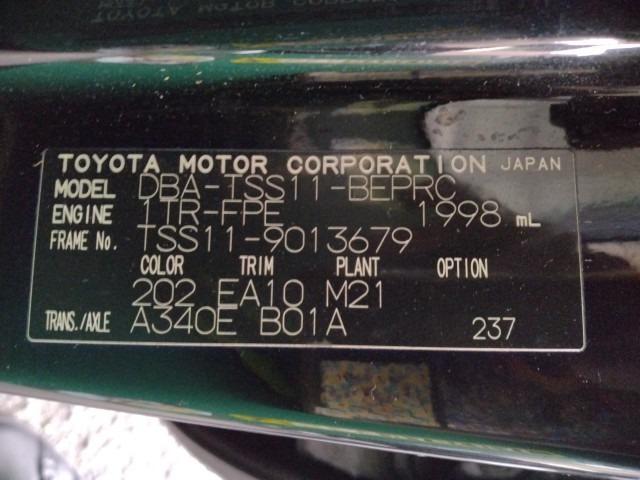 TOYOTA MOTOR CORPORATION JAPAN
MODEL DBA-TSS11-BEPRC
ENGINE 1TR-FPE 1998 mL
FRAME No. TSS11-9013679
COLOR TRIM PLANT OPTION
202 EA10 M21
TRANS./AXLE A340E B01A 237